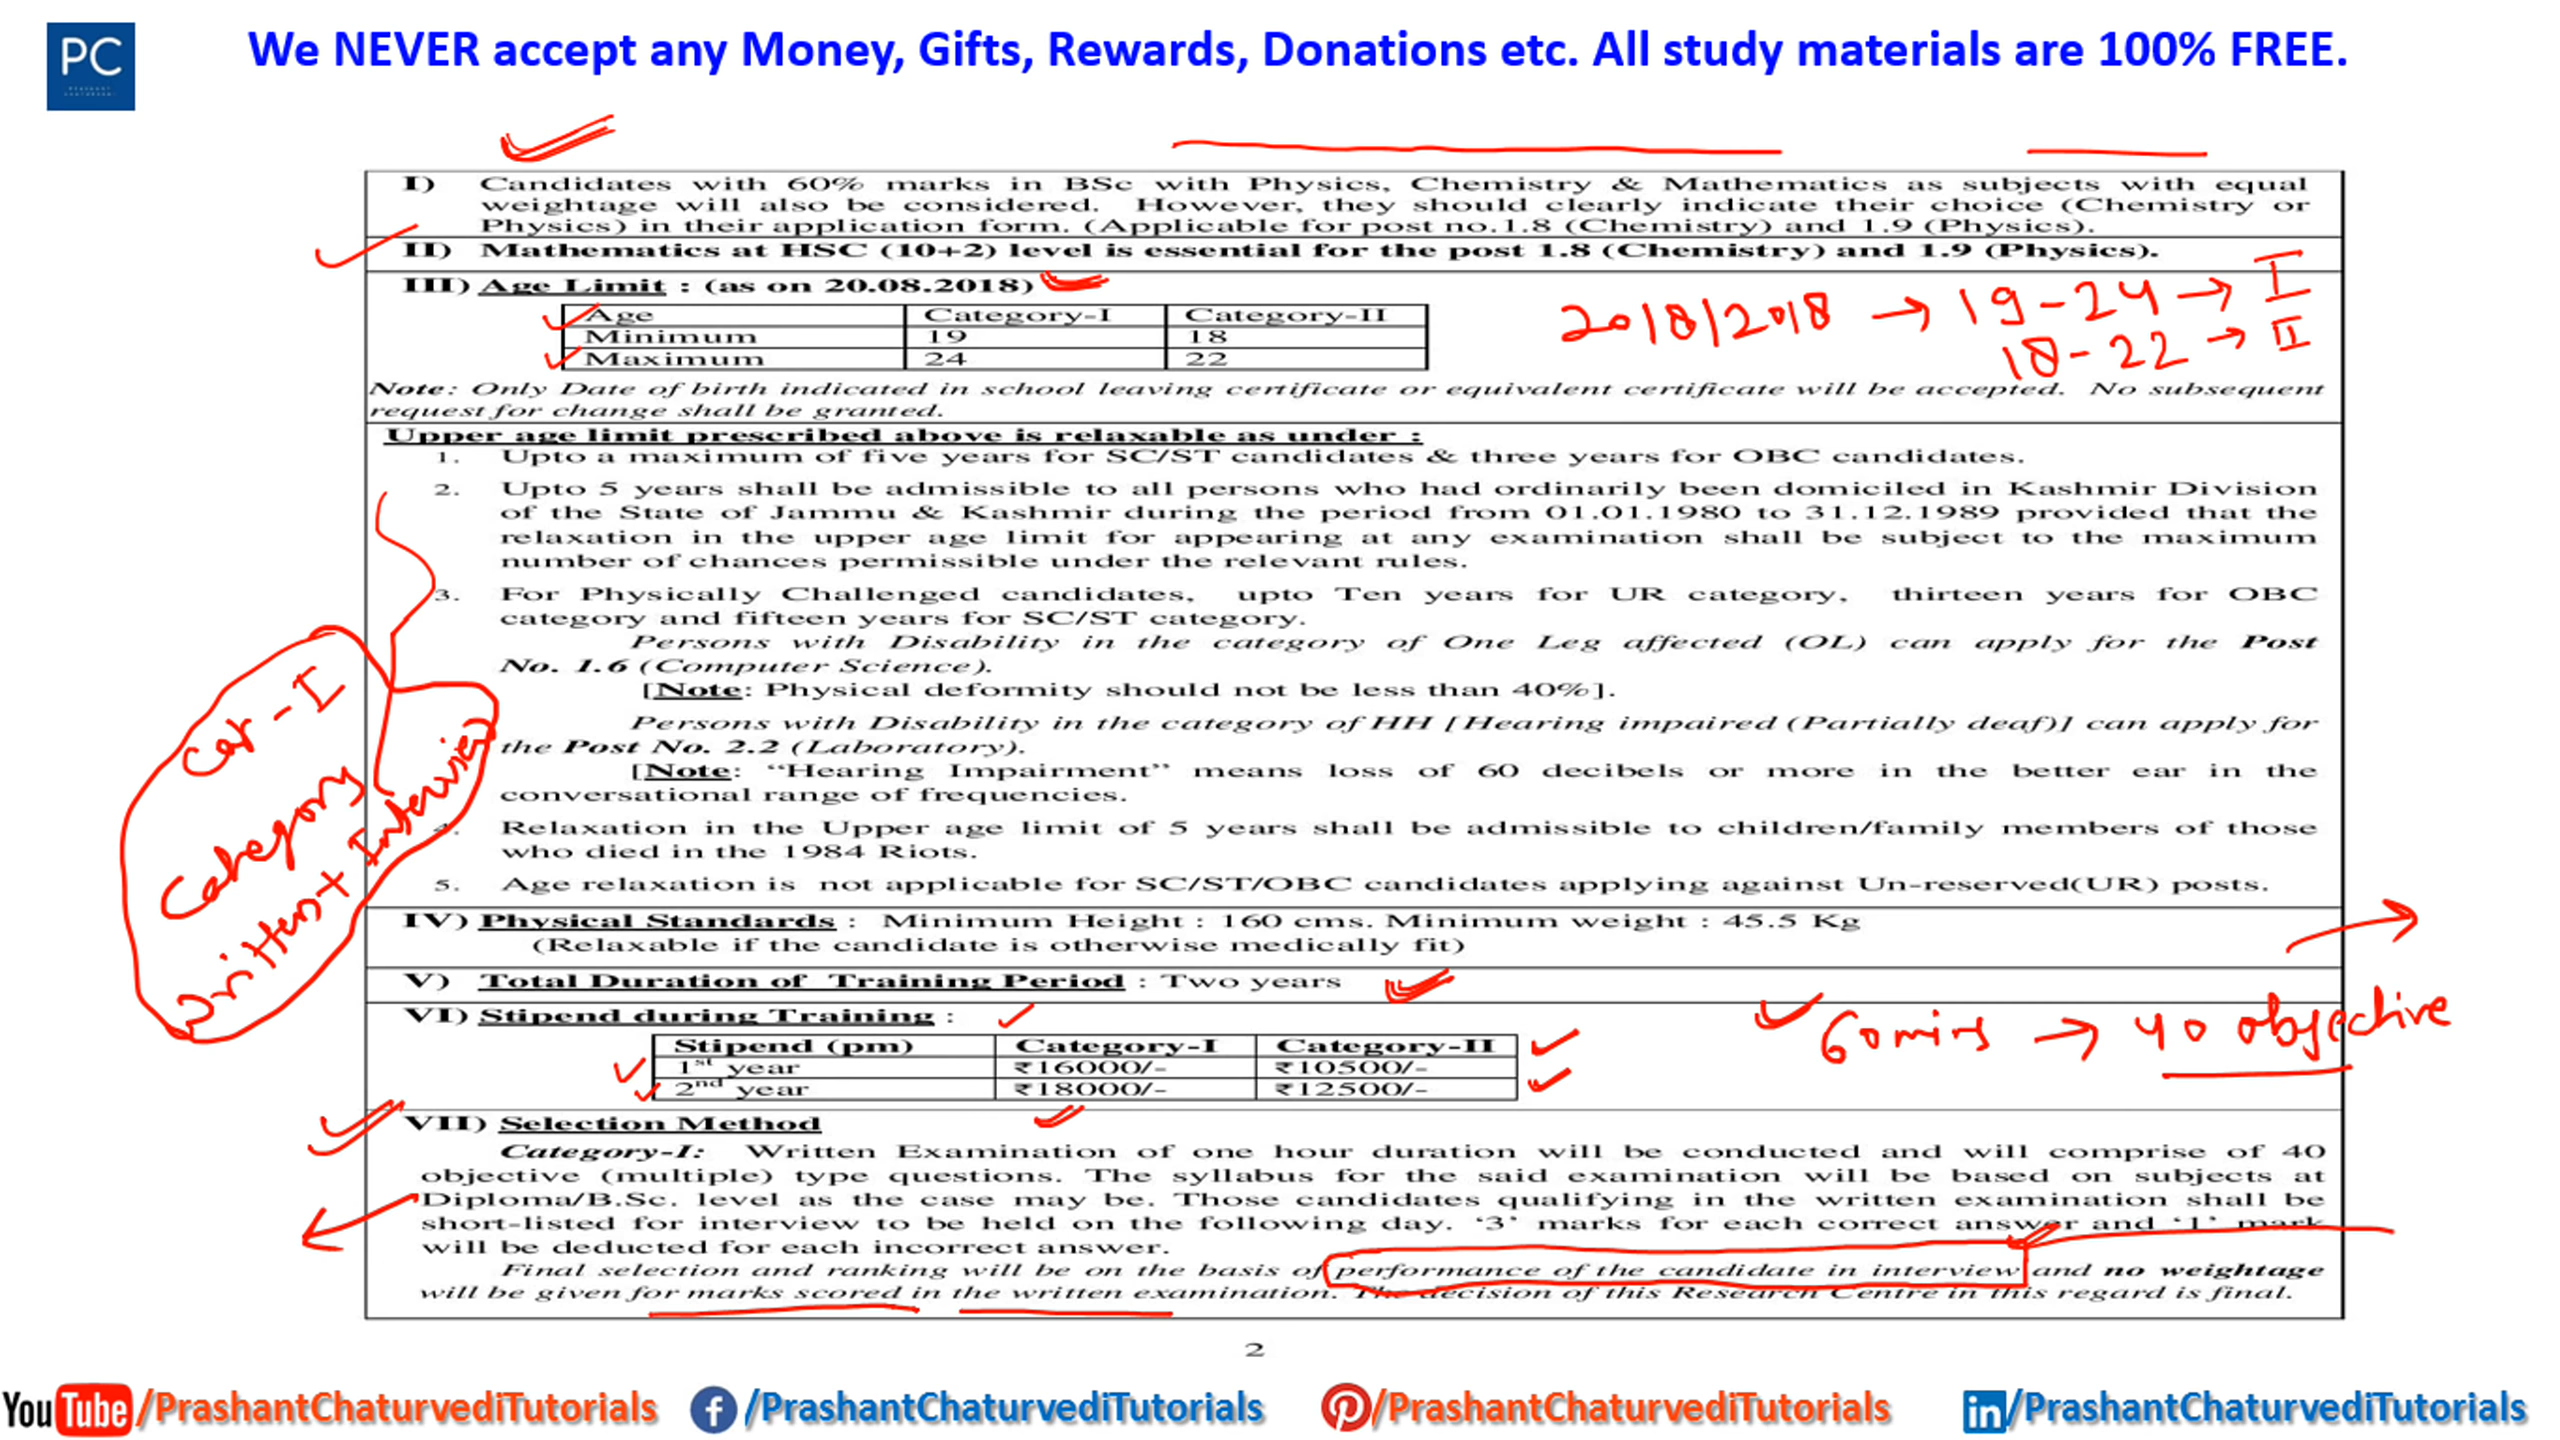 PC
PRASHANT
CHATURVEDI
We NEVER accept any Money, Gifts, Rewards, Donations etc. All study materials are 100% FREE.
I) Candidates with 60% marks in BSc with Physics, Chemistry & Mathematics as subjects with equal
weightage will also be considered. However, they should clearly indicate their choice (Chemistry or
Physics) in their application form. (Applicable for post no.1.8 (Chemistry) and 1.9 (Physics).
II) Mathematics at HSC (10+2) level is essential for the post 1.8 (Chemistry) and 1.9 (Physics).
III) Age Limit : (as on 20.08.2018)
Age Category-I Category-II
Minimum 19 18
Maximum 24 22
20/8/2018 → 19-24 → I
18-22 → II
Note: Only Date of birth indicated in school leaving certificate or equivalent certificate will be accepted. No subsequent
request for change shall be granted.
Upper age limit prescribed above is relaxable as under :
1. Upto a maximum of five years for SC/ST candidates & three years for OBC candidates.
2. Upto 5 years shall be admissible to all persons who had ordinarily been domiciled in Kashmir Division
of the State of Jammu & Kashmir during the period from 01.01.1980 to 31.12.1989 provided that the
relaxation in the upper age limit for appearing at any examination shall be subject to the maximum
number of chances permissible under the relevant rules.
3. For Physically Challenged candidates, upto Ten years for UR category, thirteen years for OBC
category and fifteen years for SC/ST category.
Persons with Disability in the category of One Leg affected (OL) can apply for the Post
No. 1.6 (Computer Science).
[Note: Physical deformity should not be less than 40%].
Persons with Disability in the category of HH [Hearing impaired (Partially deaf)] can apply for
the Post No. 2.2 (Laboratory).
[Note: “Hearing Impairment” means loss of 60 decibels or more in the better ear in the
conversational range of frequencies.
4. Relaxation in the Upper age limit of 5 years shall be admissible to children/family members of those
who died in the 1984 Riots.
5. Age relaxation is not applicable for SC/ST/OBC candidates applying against Un-reserved(UR) posts.
Cat - I
Category
Written + Interview
IV) Physical Standards : Minimum Height : 160 cms. Minimum weight : 45.5 Kg
(Relaxable if the candidate is otherwise medically fit)
V) Total Duration of Training Period : Two years
VI) Stipend during Training :
Stipend (pm) Category-I Category-II
1st year ₹16000/- ₹10500/-
2nd year ₹18000/- ₹12500/-
60 mins → 40 objective
VII) Selection Method
Category-I: Written Examination of one hour duration will be conducted and will comprise of 40
objective (multiple) type questions. The syllabus for the said examination will be based on subjects at
Diploma/B.Sc. level as the case may be. Those candidates qualifying in the written examination shall be
short-listed for interview to be held on the following day. ‘3’ marks for each correct answer and ‘1’ mark
will be deducted for each incorrect answer.
Final selection and ranking will be on the basis of performance of the candidate in interview and no weightage
will be given for marks scored in the written examination. The decision of this Research Centre in this regard is final.
2
YouTube /PrashantChaturvediTutorials f /PrashantChaturvediTutorials /PrashantChaturvediTutorials in /PrashantChaturvediTutorials